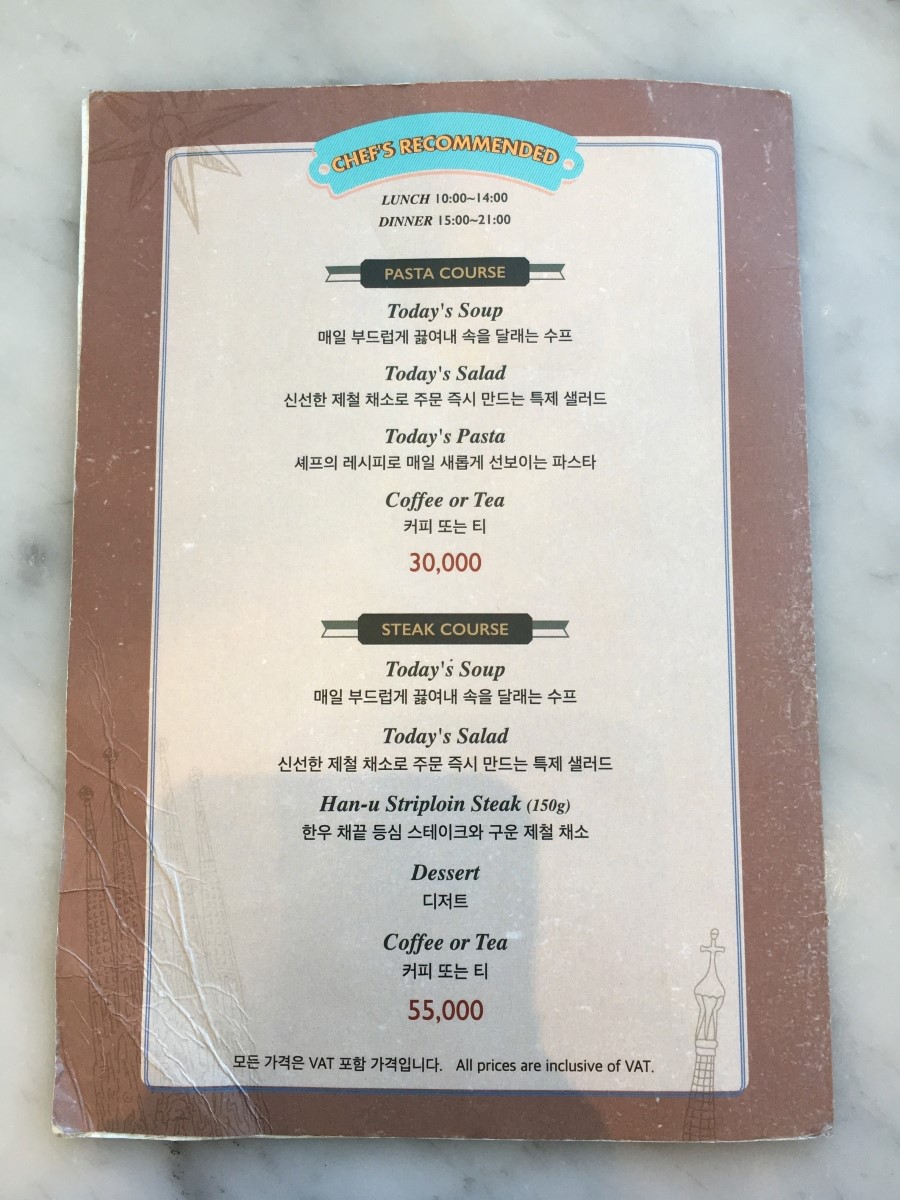 CHEF'S RECOMMENDED
LUNCH 10:00~14:00
DINNER 15:00~21:00
PASTA COURSE
Today's Soup
매일 부드럽게 끓여내 속을 달래는 수프
Today's Salad
신선한 제철 채소로 주문 즉시 만드는 특제 샐러드
Today's Pasta
셰프의 레시피로 매일 새롭게 선보이는 파스타
Coffee or Tea
커피 또는 티
30,000
STEAK COURSE
Today's Soup
매일 부드럽게 끓여내 속을 달래는 수프
Today's Salad
신선한 제철 채소로 주문 즉시 만드는 특제 샐러드
Han-u Striploin Steak (150g)
한우 채끝 등심 스테이크와 구운 제철 채소
Dessert
디저트
Coffee or Tea
커피 또는 티
55,000
모든 가격은 VAT 포함 가격입니다. All prices are inclusive of VAT.